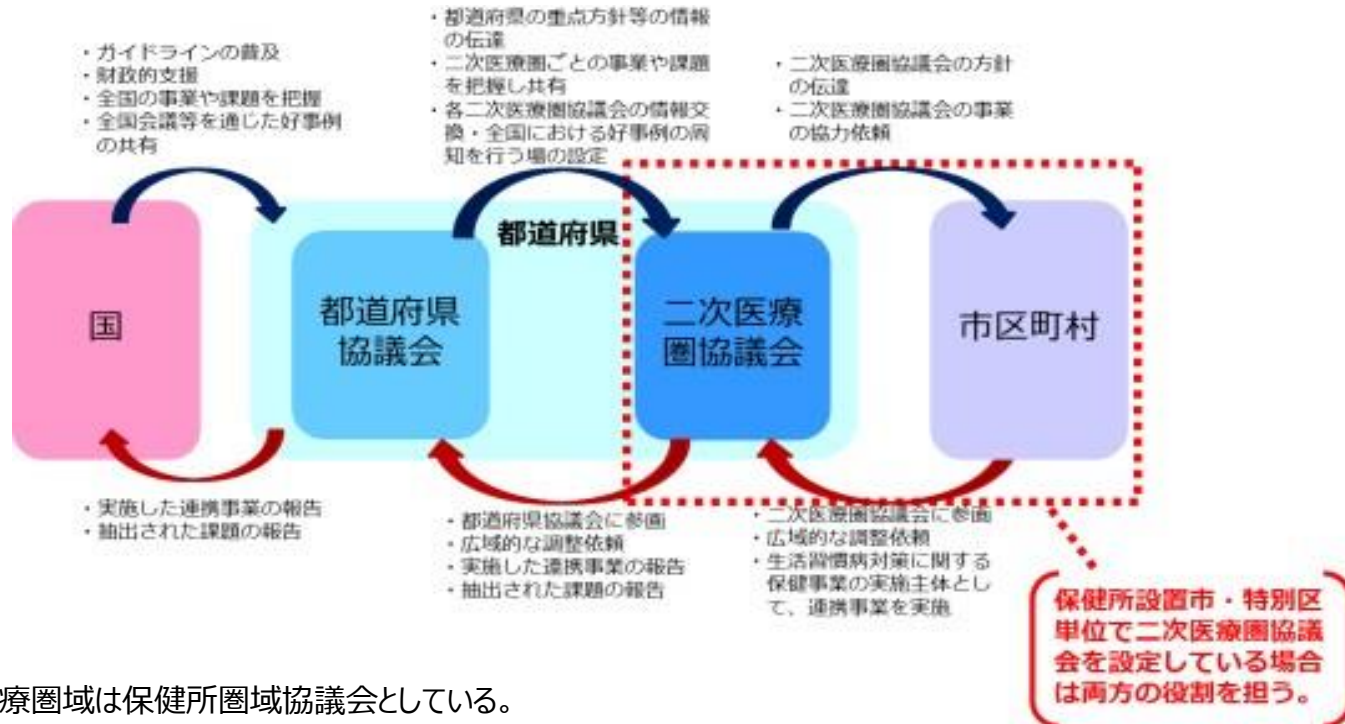 ・ガイドラインの普及
・財政的支援
・全国の事業や課題を把握
・全国会議等を通じた好事例
の共有
・都道府県の重点方針等の情報
の伝達
・二次医療圏ごとの事業や課題
を把握し共有
・各二次医療圏協議会の情報交
換・全国における好事例の周
知を行う場の設定
・二次医療圏協議会の方針
の伝達
・二次医療圏協議会の事業
の協力依頼
都道府県
国
都道府県
協議会
二次医療
圏協議会
市区町村
・実施した連携事業の報告
・抽出された課題の報告
・都道府県協議会に参画
・広域的な調整依頼
・実施した連携事業の報告
・抽出された課題の報告
・二次医療圏協議会に参画
・広域的な調整依頼
・生活習慣病対策に関する
保健事業の実施主体とし
て、連携事業を実施
保健所設置市・特別区
単位で二次医療圏協議
会を設定している場合
は両方の役割を担う。
療圏域は保健所圏域協議会としている。